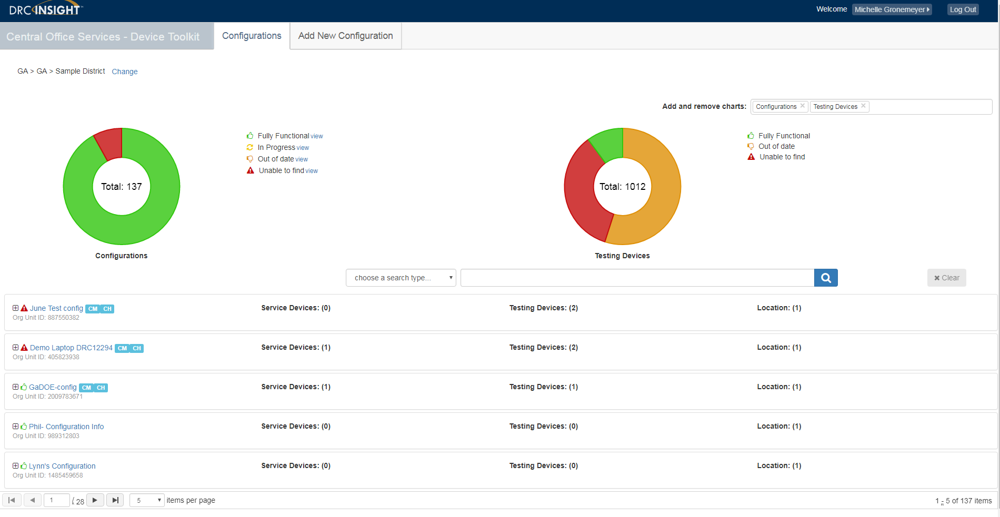 DRC INSIGHT™
Welcome Michelle Gronemeyer Log Out
Central Office Services - Device Toolkit Configurations Add New Configuration
GA > GA > Sample District Change
Add and remove charts: Configurations × Testing Devices ×
Fully Functional view
In Progress view
Out of date view
Unable to find view
Total: 137
Configurations
Fully Functional
Out of date
Unable to find
Total: 1012
Testing Devices
choose a search type... Clear
June Test config CM CH Service Devices: (0) Testing Devices: (2) Location: (1)
Org Unit ID: 887550382
Demo Laptop DRC12294 CM CH Service Devices: (1) Testing Devices: (2) Location: (1)
Org Unit ID: 405823938
GaDOE-config CM CH Service Devices: (1) Testing Devices: (1) Location: (1)
Org Unit ID: 2009783671
Phil- Configuration Info Service Devices: (0) Testing Devices: (0) Location: (1)
Org Unit ID: 989312803
Lynn's Configuration Service Devices: (0) Testing Devices: (0) Location: (1)
Org Unit ID: 1485459658
1 / 28 5 items per page 1 - 5 of 137 items